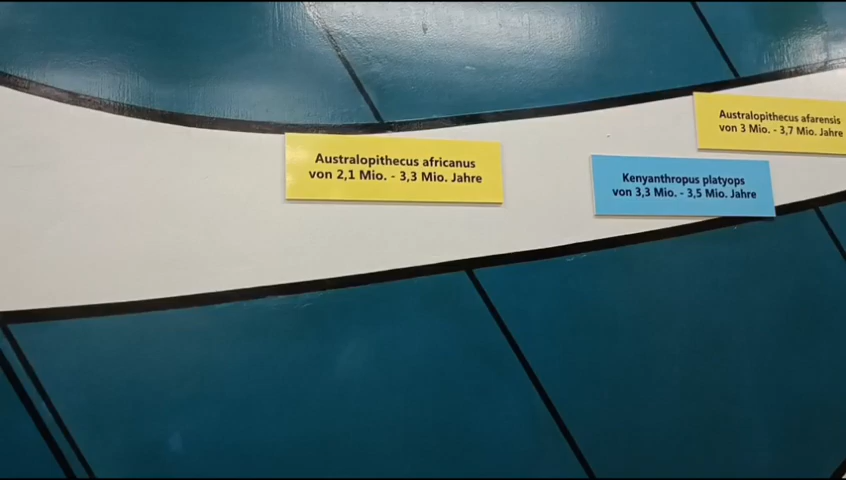 Australopithecus africanus
von 2,1 Mio. - 3,3 Mio. Jahre
Kenyanthropus platyops
von 3,3 Mio. - 3,5 Mio. Jahre
Australopithecus afarensis
von 3 Mio. - 3,7 Mio. Jahre